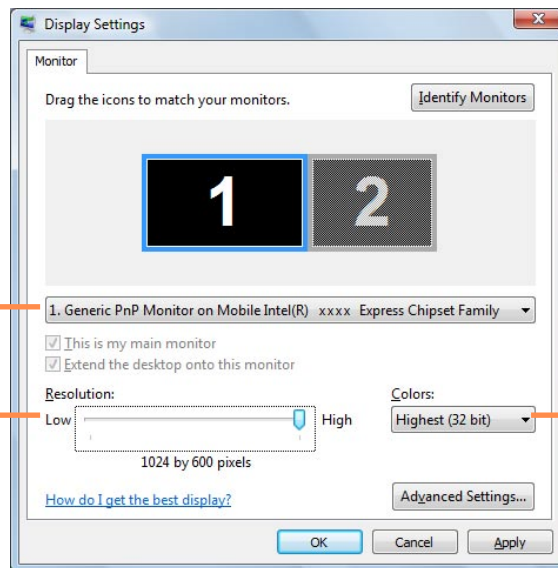 Display Settings
Monitor
Drag the icons to match your monitors.
Identify Monitors
1
2
1. Generic PnP Monitor on Mobile Intel(R) xxxx Express Chipset Family
This is my main monitor
Extend the desktop onto this monitor
Resolution:
Colors:
Low
High
Highest (32 bit)
1024 by 600 pixels
How do I get the best display?
Advanced Settings...
OK
Cancel
Apply